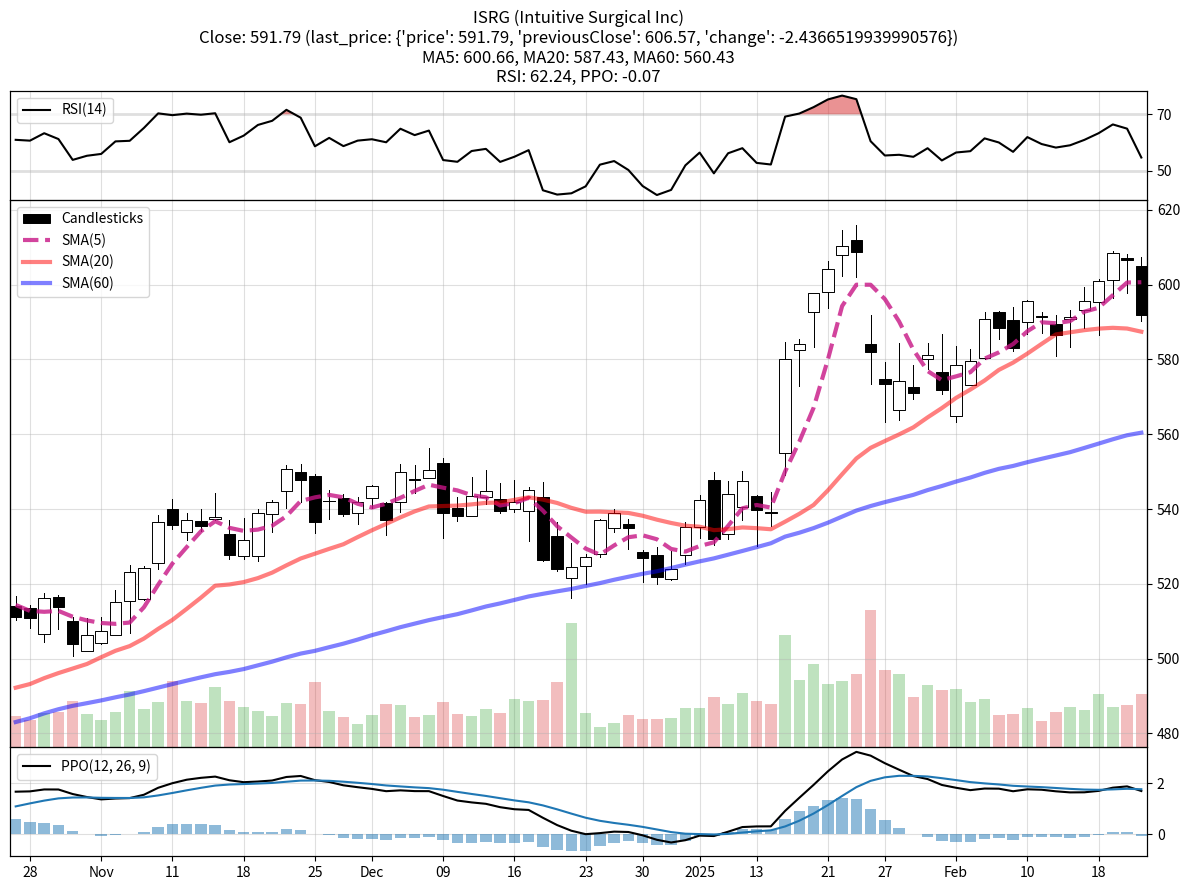 ISRG (Intuitive Surgical Inc)
Close: 591.79 (last_price: {'price': 591.79, 'previousClose': 606.57, 'change': -2.4366519939990576})
MA5: 600.66, MA20: 587.43, MA60: 560.43
RSI: 62.24, PPO: -0.07
RSI(14)
70
50
Candlesticks
SMA(5)
SMA(20)
SMA(60)
620
600
580
560
540
520
500
480
PPO(12, 26, 9)
2
0
28 Nov 11 18 25 Dec 09 16 23 30 2025 13 21 27 Feb 10 18